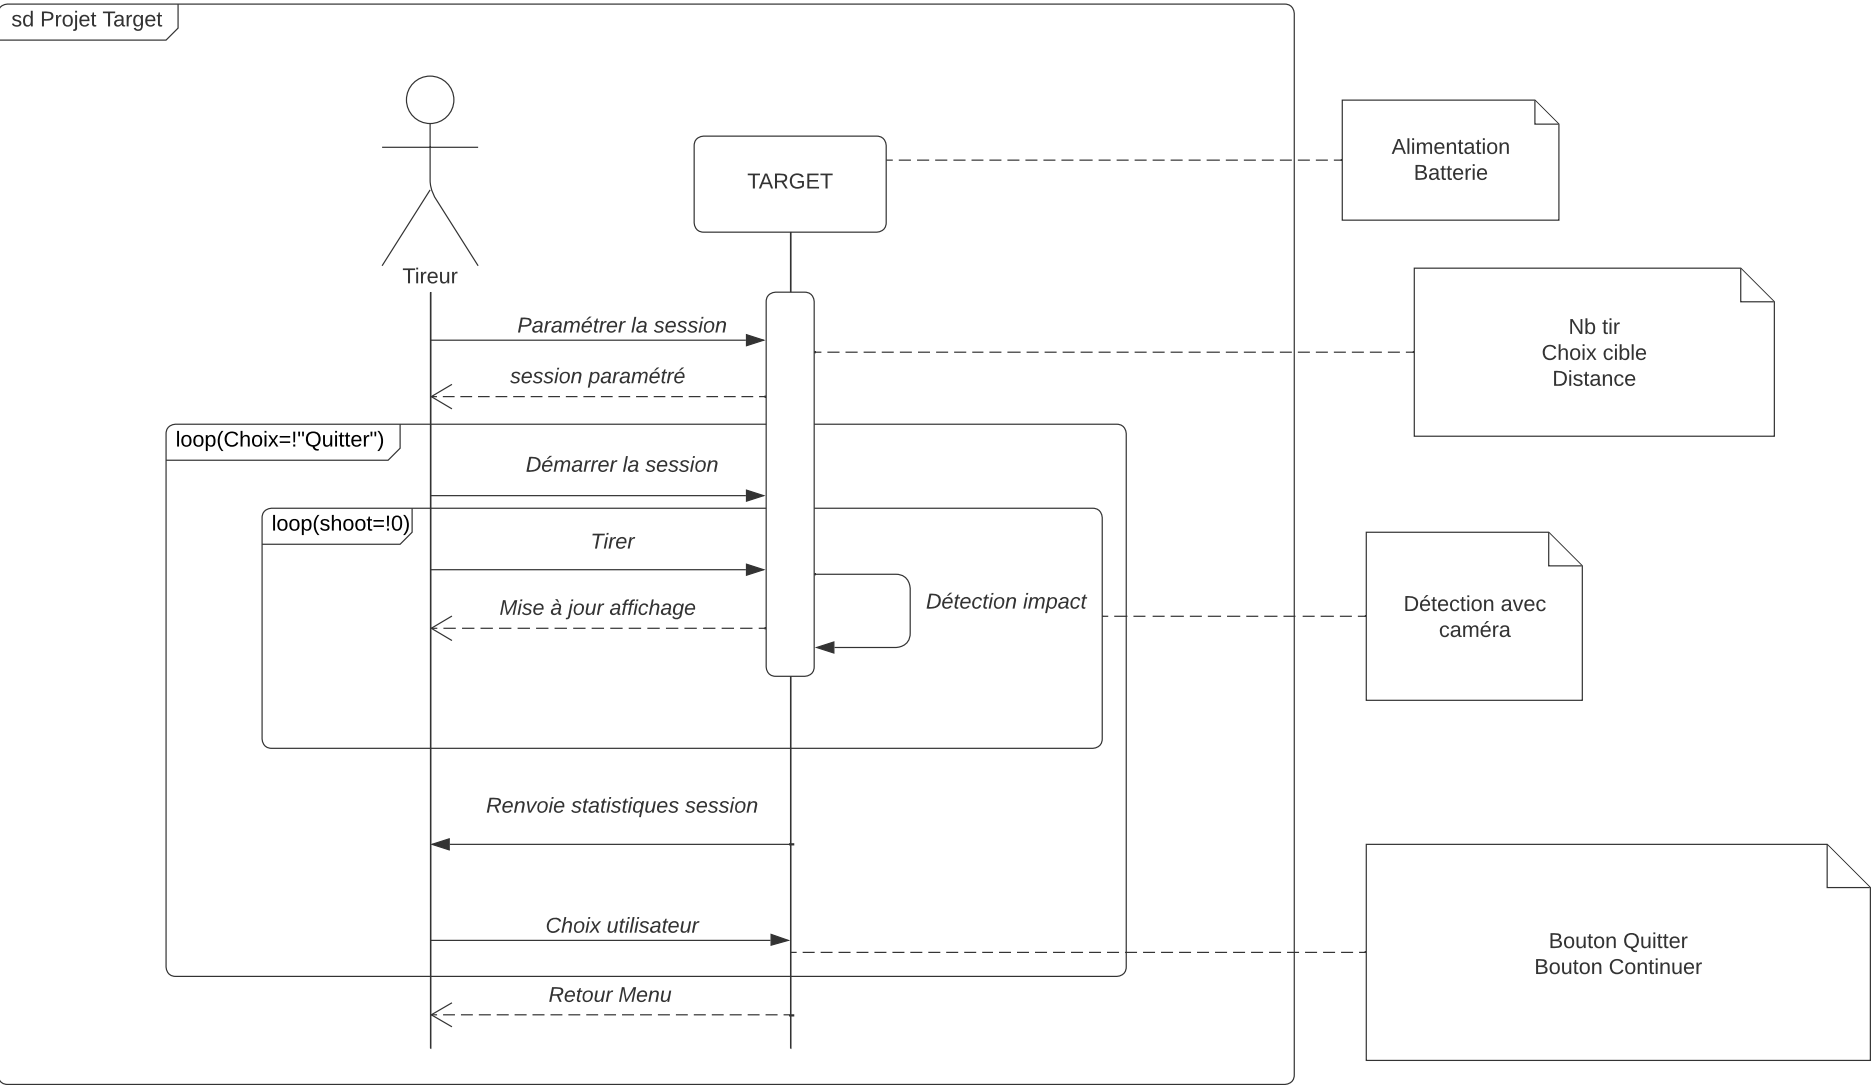 sd Projet Target
Alimentation
Batterie
TARGET
Tireur
Paramétrer la session
Nb tir
Choix cible
Distance
session paramétré
loop(Choix=!"Quitter")
Démarrer la session
loop(shoot=!0)
Tirer
Détection impact
Mise à jour affichage
Détection avec
caméra
Renvoie statistiques session
Choix utilisateur
Bouton Quitter
Bouton Continuer
Retour Menu